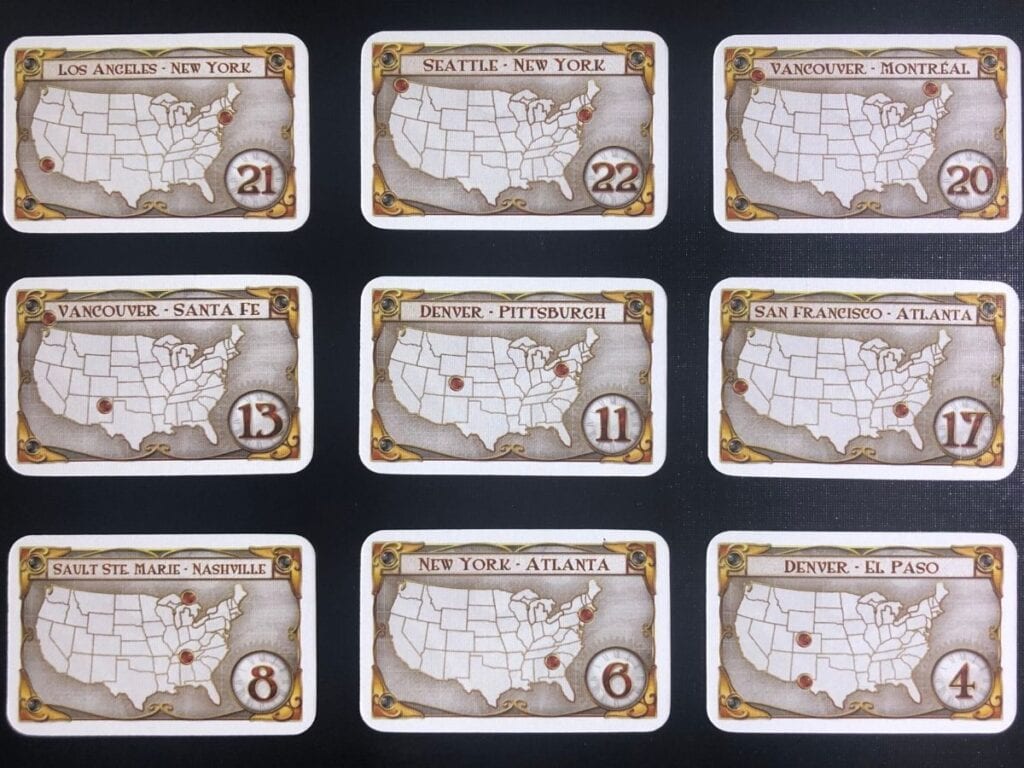 LOS ANGELES - NEW YORK
21
SEATTLE - NEW YORK
22
VANCOUVER - MONTRÉAL
20
VANCOUVER - SANTA FE
13
DENVER - PITTSBURGH
11
SAN FRANCISCO - ATLANTA
17
SAULT STE. MARIE - NASHVILLE
8
NEW YORK - ATLANTA
6
DENVER - EL PASO
4